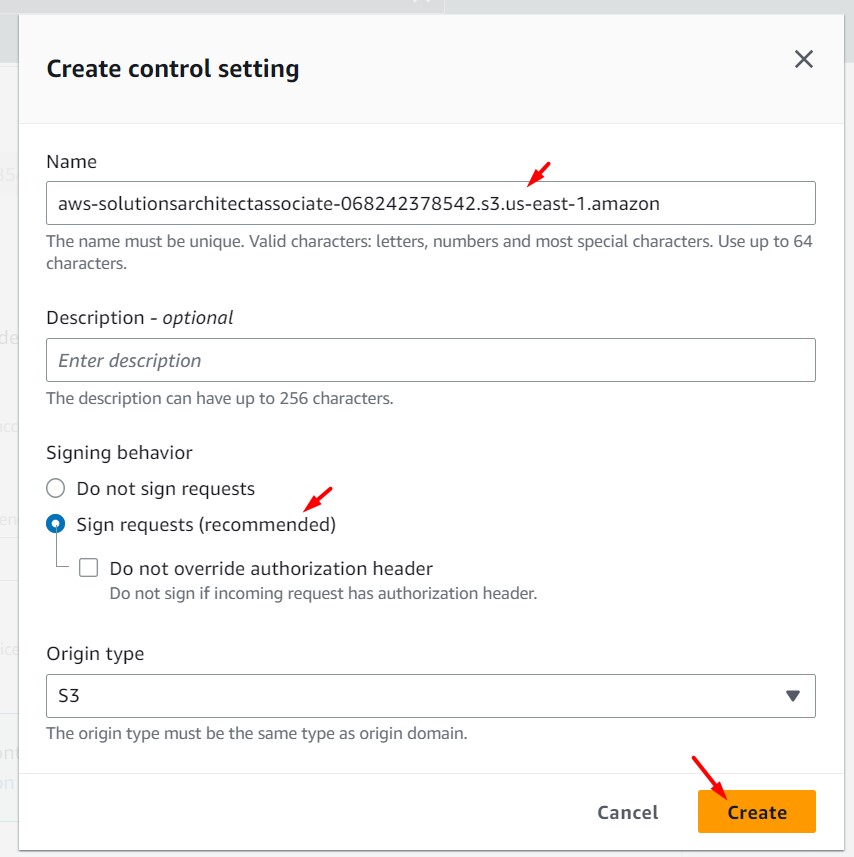 Create control setting
Name
aws-solutionsarchitectassociate-068242378542.s3.us-east-1.amazon
The name must be unique. Valid characters: letters, numbers and most special characters. Use up to 64
characters.
Description - optional
Enter description
The description can have up to 256 characters.
Signing behavior
Do not sign requests
Sign requests (recommended)
Do not override authorization header
Do not sign if incoming request has authorization header.
Origin type
S3
The origin type must be the same type as origin domain.
Cancel
Create